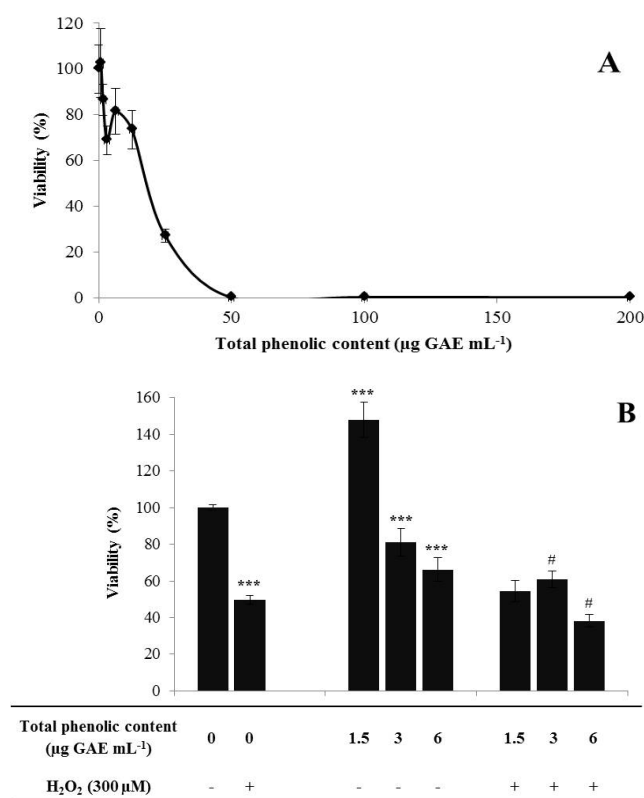 A
120
100
80
60
40
20
0
Viability (%)
0 50 100 150 200
Total phenolic content (µg GAE mL⁻¹)
B
160
140
120
100
80
60
40
20
0
Viability (%)
***
***
***
***
#
#
Total phenolic content
(µg GAE mL⁻¹) 0 0 1.5 3 6 1.5 3 6
H₂O₂ (300 µM) - + - - - + + +